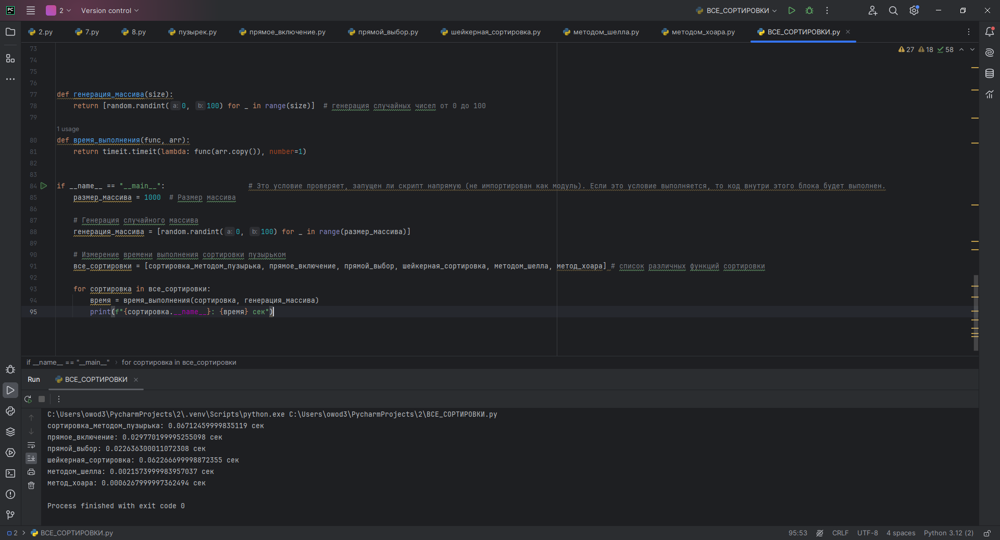 PC 2 Version control ВСЕ_СОРТИРОВКИ
2.py 7.py 8.py пузырек.py прямое_включение.py прямой_выбор.py шейкерная_сортировка.py методом_шелла.py методом_хоара.py ВСЕ_СОРТИРОВКИ.py
27 18 58
73
74
75
76
77 def генерация_массива(size):
78 return [random.randint(a: 0, b: 100) for _ in range(size)] # генерация случайных чисел от 0 до 100
79
1 usage
80 def время_выполнения(func, arr):
81 return timeit.timeit(lambda: func(arr.copy()), number=1)
82
83
84 if __name__ == "__main__": # Это условие проверяет, запущен ли скрипт напрямую (не импортирован как модуль). Если это условие выполняется, то код внутри этого блока будет выполнен.
85 размер_массива = 1000 # Размер массива
86
87 # Генерация случайного массива
88 генерация_массива = [random.randint(a: 0, b: 100) for _ in range(размер_массива)]
89
90 # Измерение времени выполнения сортировки пузырьком
91 все_сортировки = [сортировка_методом_пузырька, прямое_включение, прямой_выбор, шейкерная_сортировка, методом_шелла, метод_хоара] # список различных функций сортировки
92
93 for сортировка in все_сортировки:
94 время = время_выполнения(сортировка, генерация_массива)
95 print(f"{сортировка.__name__}: {время} сек")
if __name__ == "__main__" › for сортировка in все_сортировки
Run ВСЕ_СОРТИРОВКИ
C:\Users\owod3\PycharmProjects\2\.venv\Scripts\python.exe C:\Users\owod3\PycharmProjects\2\ВСЕ_СОРТИРОВКИ.py
сортировка_методом_пузырька: 0.06712459999835119 сек
прямое_включение: 0.029770199995255098 сек
прямой_выбор: 0.022636300011072308 сек
шейкерная_сортировка: 0.062266699998872355 сек
методом_шелла: 0.0021573999983957037 сек
метод_хоара: 0.0006267999997362494 сек
Process finished with exit code 0
2 › ВСЕ_СОРТИРОВКИ.py 95:53 CRLF UTF-8 4 spaces Python 3.12 (2)